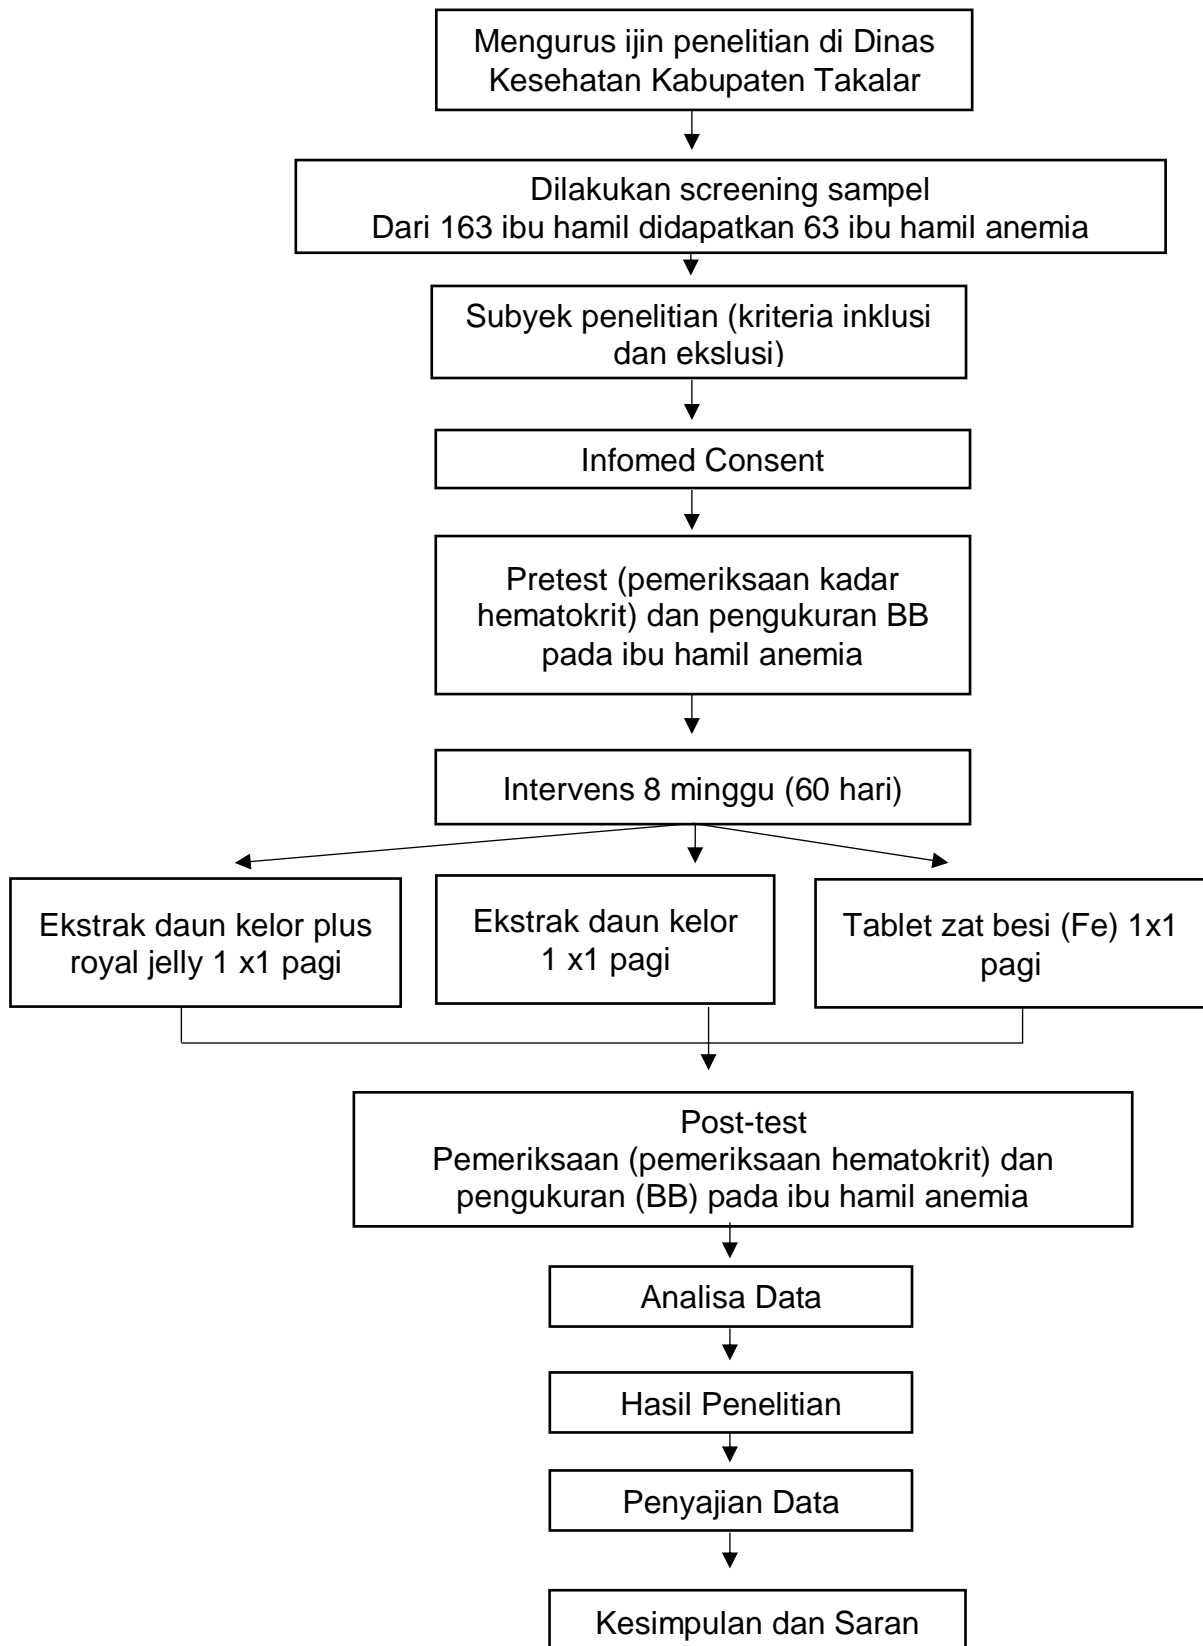 Mengurus ijin penelitian di Dinas
Kesehatan Kabupaten Takalar
Dilakukan screening sampel
Dari 163 ibu hamil didapatkan 63 ibu hamil anemia
Subyek penelitian (kriteria inklusi
dan ekslusi)
Infomed Consent
Pretest (pemeriksaan kadar
hematokrit) dan pengukuran BB
pada ibu hamil anemia
Intervens 8 minggu (60 hari)
Ekstrak daun kelor plus
royal jelly 1 x1 pagi
Ekstrak daun kelor
1 x1 pagi
Tablet zat besi (Fe) 1x1
pagi
Post-test
Pemeriksaan (pemeriksaan hematokrit) dan
pengukuran (BB) pada ibu hamil anemia
Analisa Data
Hasil Penelitian
Penyajian Data
Kesimpulan dan Saran